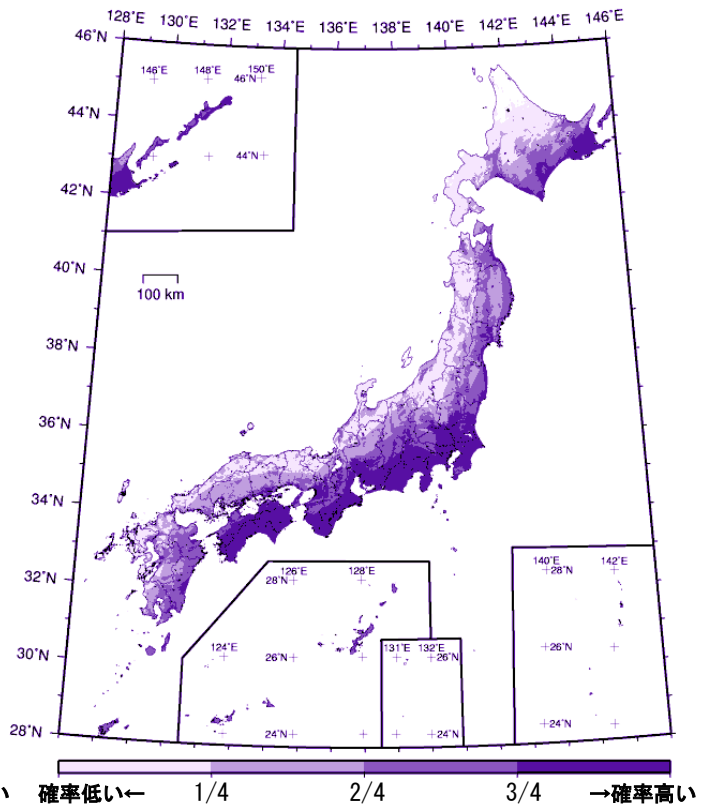 128°E 130°E 132°E 134°E 136°E 138°E 140°E 142°E 144°E 146°E
46°N
146°E 148°E 150°E
46°N
44°N
44°N
42°N
40°N
100 km
38°N
36°N
34°N
32°N
126°E 128°E
28°N
140°E 142°E
28°N
30°N
124°E
26°N
131°E 132°E
26°N
26°N
28°N
24°N
24°N
24°N
い 確率低い← 1/4 2/4 3/4 →確率高い